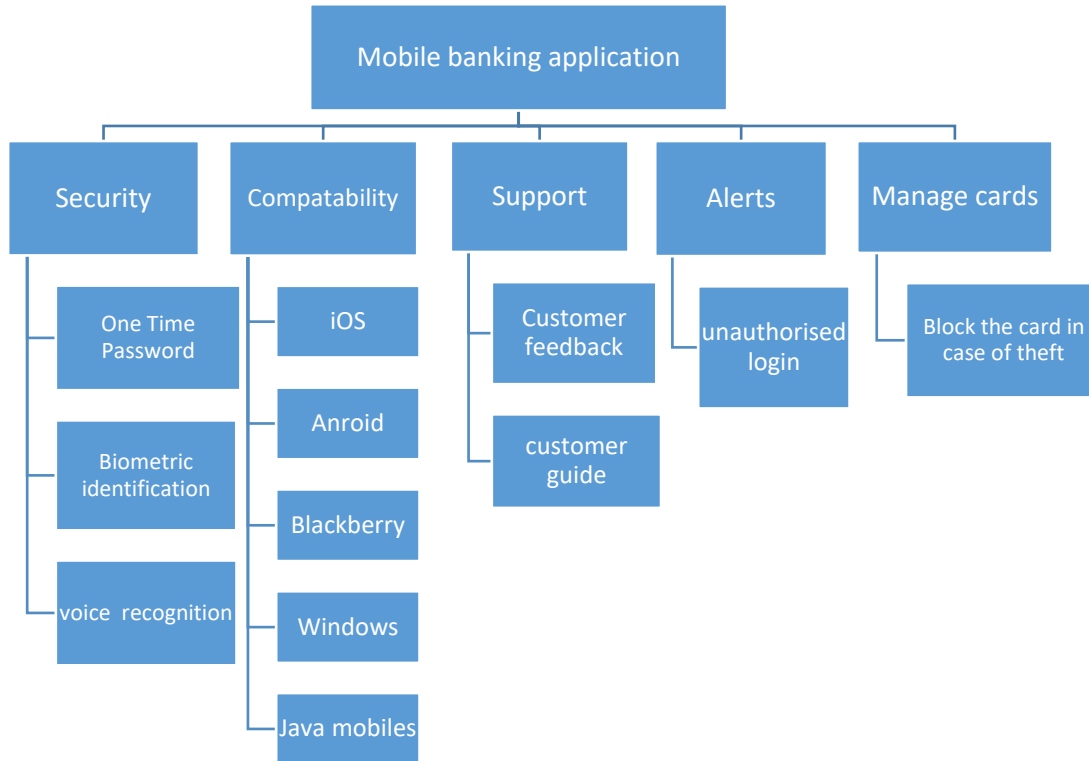 Mobile banking application
Security
Compatability
Support
Alerts
Manage cards
One Time
Password
Biometric
identification
voice recognition
iOS
Anroid
Blackberry
Windows
Java mobiles
Customer
feedback
customer
guide
unauthorised
login
Block the card in
case of theft